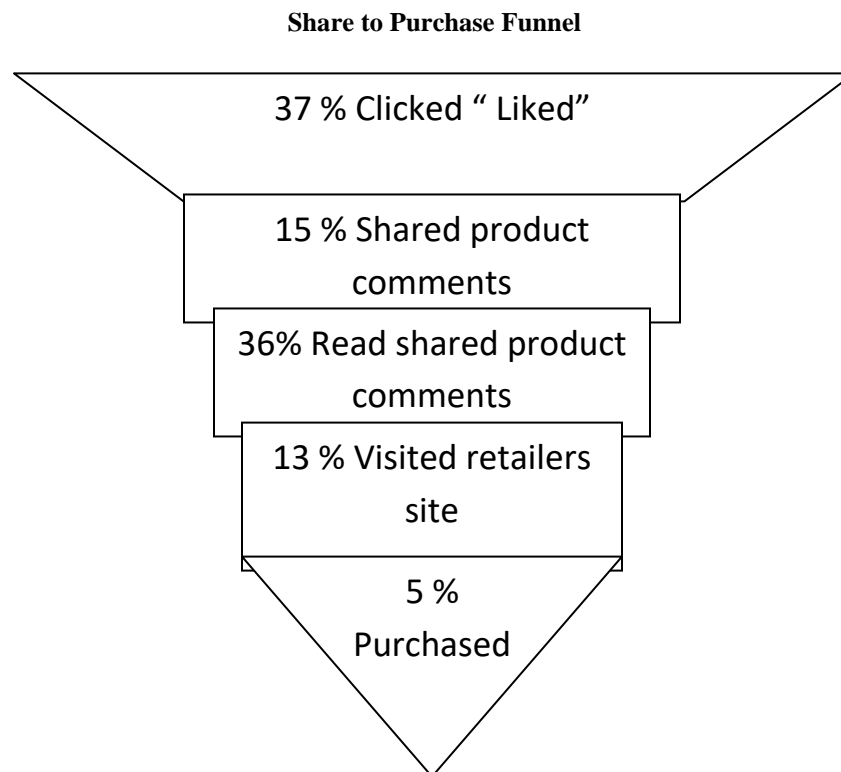 Share to Purchase Funnel
37 % Clicked “ Liked”
15 % Shared product
comments
36% Read shared product
comments
13 % Visited retailers
site
5 %
Purchased